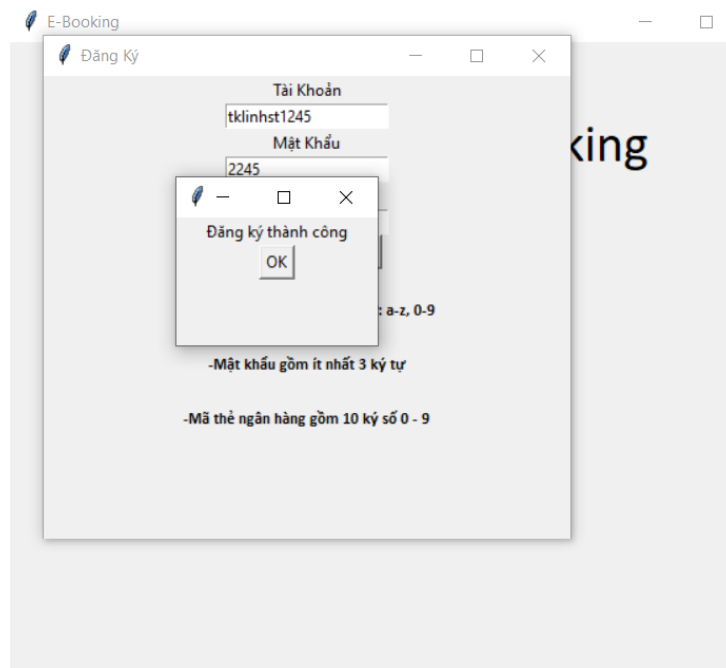 E-Booking
Đăng Ký
Tài Khoản
tklinhst1245
Mật Khẩu
2245
Đăng ký thành công
OK
: a-z, 0-9
-Mật khẩu gồm ít nhất 3 ký tự
-Mã thẻ ngân hàng gồm 10 ký số 0 - 9
king